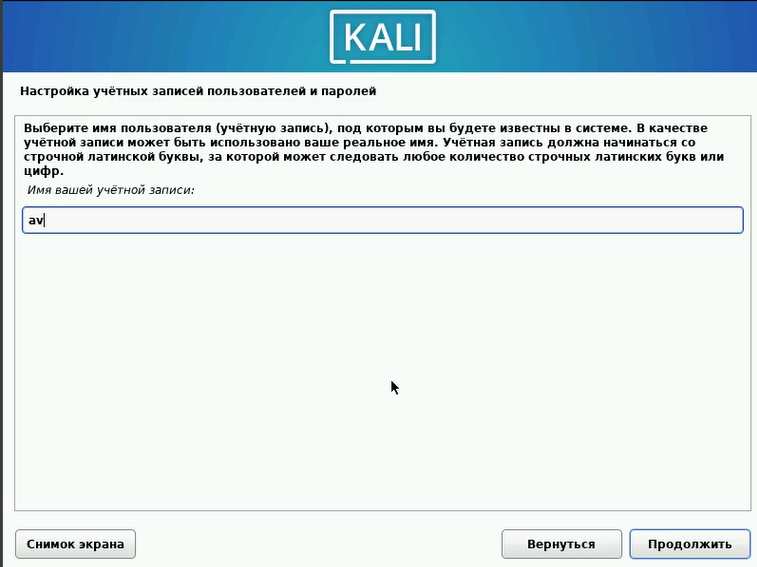 KALI
Настройка учётных записей пользователей и паролей
Выберите имя пользователя (учётную запись), под которым вы будете известны в системе. В качестве
учётной записи может быть использовано ваше реальное имя. Учётная запись должна начинаться со
строчной латинской буквы, за которой может следовать любое количество строчных латинских букв или
цифр.
Имя вашей учётной записи:
av
Снимок экрана
Вернуться
Продолжить